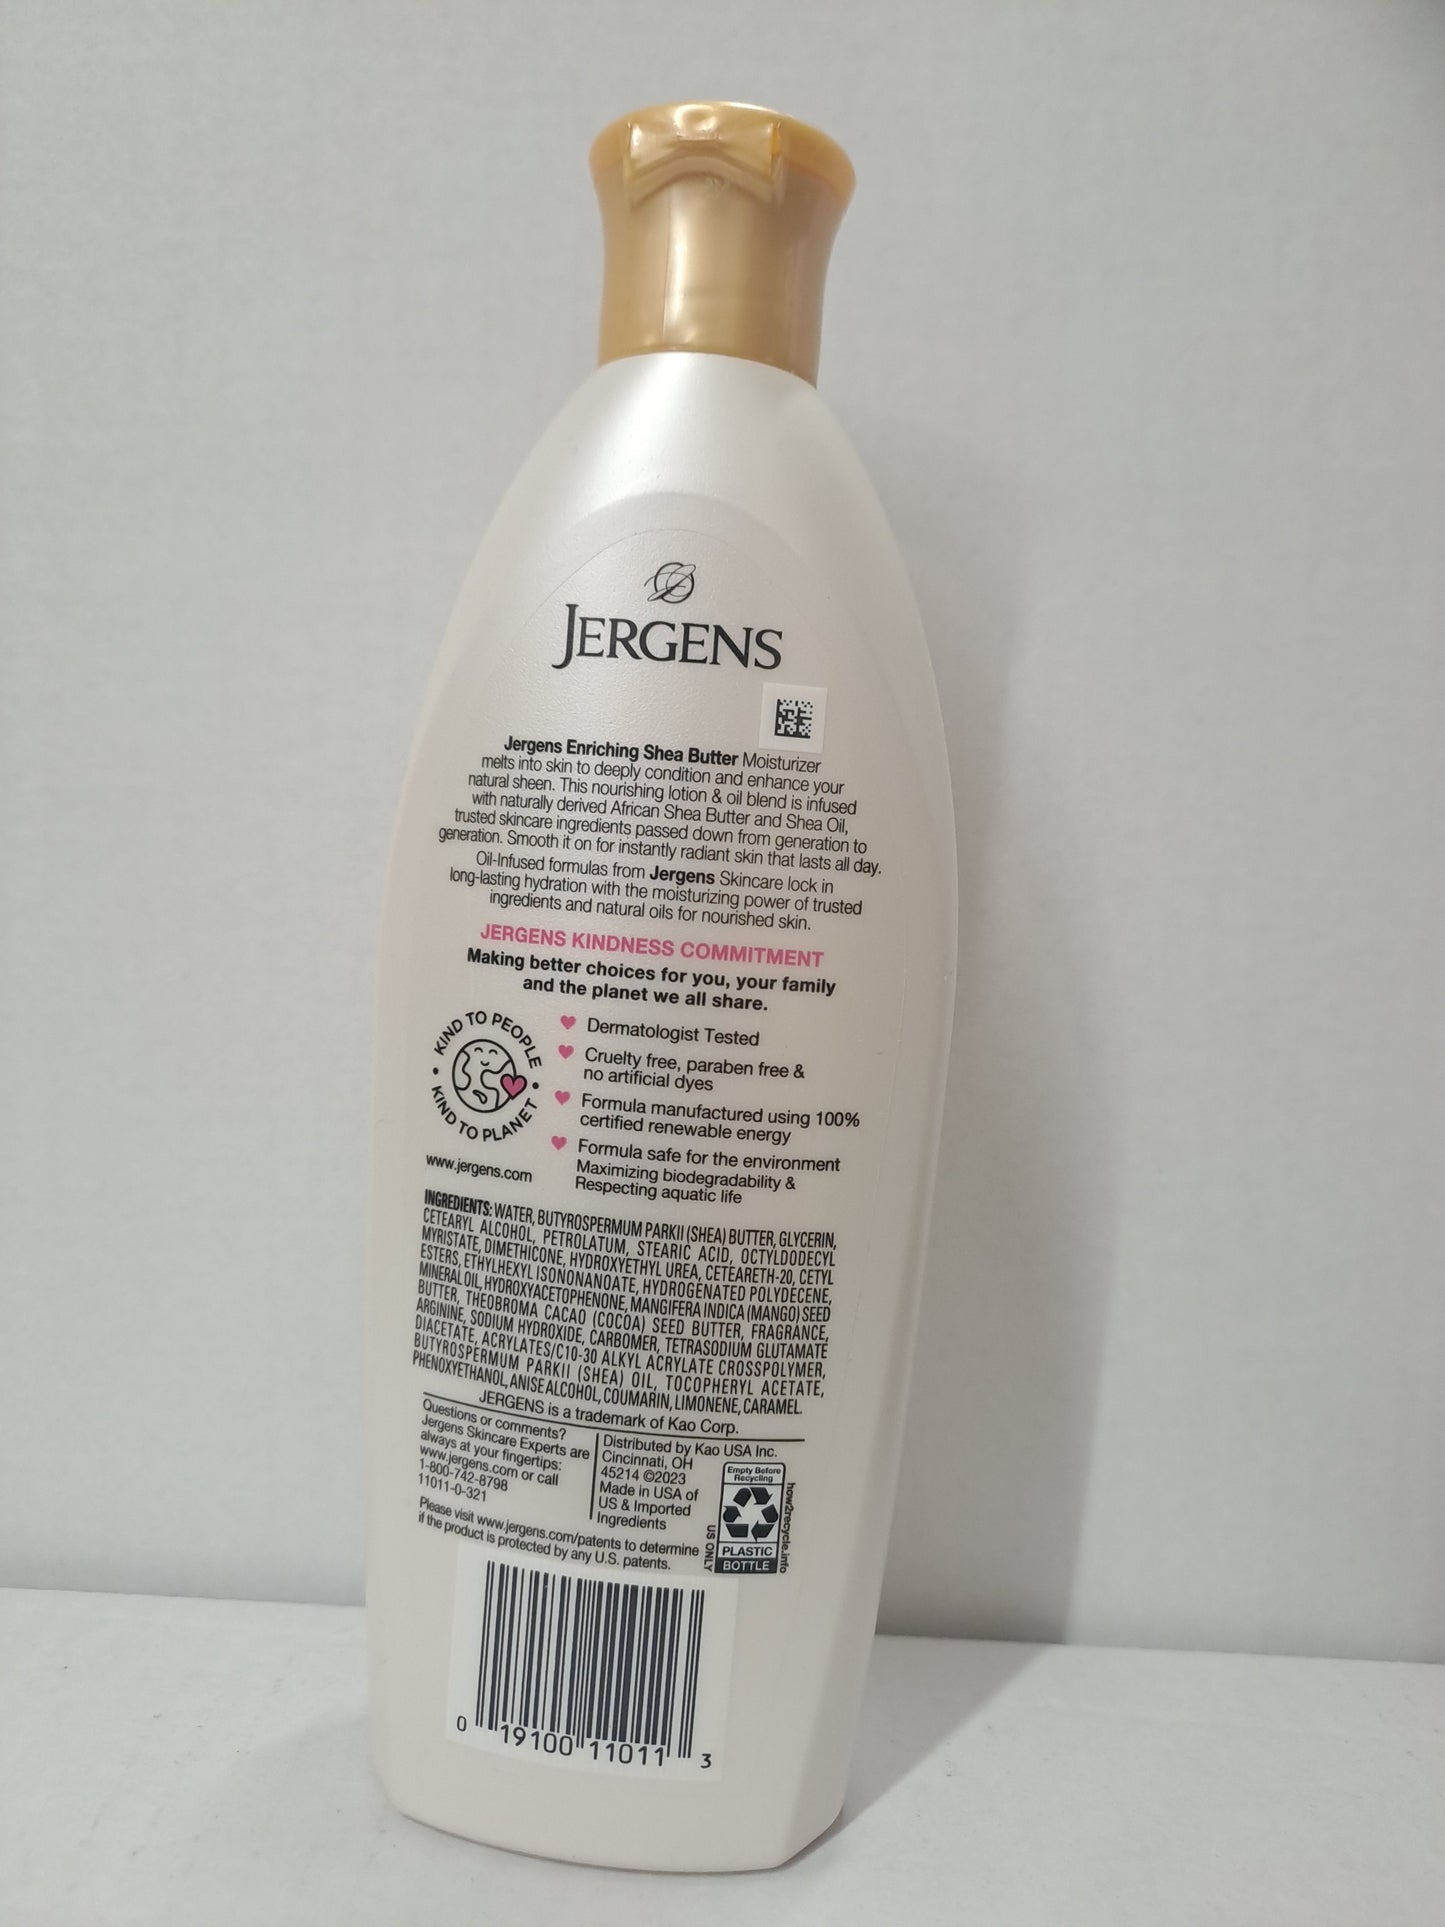 JERGENS
Jergens Enriching Shea Butter Moisturizer
melts into skin to deeply condition and enhance your
natural sheen. This nourishing lotion & oil blend is infused
with naturally derived African Shea Butter and Shea Oil,
trusted skincare ingredients passed down from generation to
generation. Smooth it on for instantly radiant skin that lasts all day.
Oil-Infused formulas from Jergens Skincare lock in
long-lasting hydration with the moisturizing power of trusted
ingredients and natural oils for nourished skin.
JERGENS KINDNESS COMMITMENT
Making better choices for you, your family
and the planet we all share.
KIND TO PEOPLE
• KIND TO PLANET •
www.jergens.com
Dermatologist Tested
Cruelty free, paraben free &
no artificial dyes
Formula manufactured using 100%
certified renewable energy
Formula safe for the environment
Maximizing biodegradability &
Respecting aquatic life
INGREDIENTS: WATER, BUTYROSPERMUM PARKII (SHEA) BUTTER, GLYCERIN,
CETEARYL ALCOHOL, PETROLATUM, STEARIC ACID, OCTYLDODECYL
MYRISTATE, DIMETHICONE, HYDROXYETHYL UREA, CETEARETH-20, CETYL
ESTERS, ETHYLHEXYL ISONONANOATE, HYDROGENATED POLYDECENE,
MINERAL OIL, HYDROXYACETOPHENONE, MANGIFERA INDICA (MANGO) SEED
BUTTER, THEOBROMA CACAO (COCOA) SEED BUTTER, FRAGRANCE,
ARGININE, SODIUM HYDROXIDE, CARBOMER, TETRASODIUM GLUTAMATE
DIACETATE, ACRYLATES/C10-30 ALKYL ACRYLATE CROSSPOLYMER,
BUTYROSPERMUM PARKII (SHEA) OIL, TOCOPHERYL ACETATE,
PHENOXYETHANOL, ANISE ALCOHOL, COUMARIN, LIMONENE, CARAMEL.
JERGENS is a trademark of Kao Corp.
Questions or comments?
Jergens Skincare Experts are
always at your fingertips:
www.jergens.com or call
1-800-742-8798
11011-0-321
Distributed by Kao USA Inc.
Cincinnati, OH
45214 ©2023
Made in USA of
US & Imported
Ingredients
Please visit www.jergens.com/patents to determine
if the product is protected by any U.S. patents.
US ONLY
Empty Before
Recycling
PLASTIC
BOTTLE
how2recycle.info
0 19100 11011 3